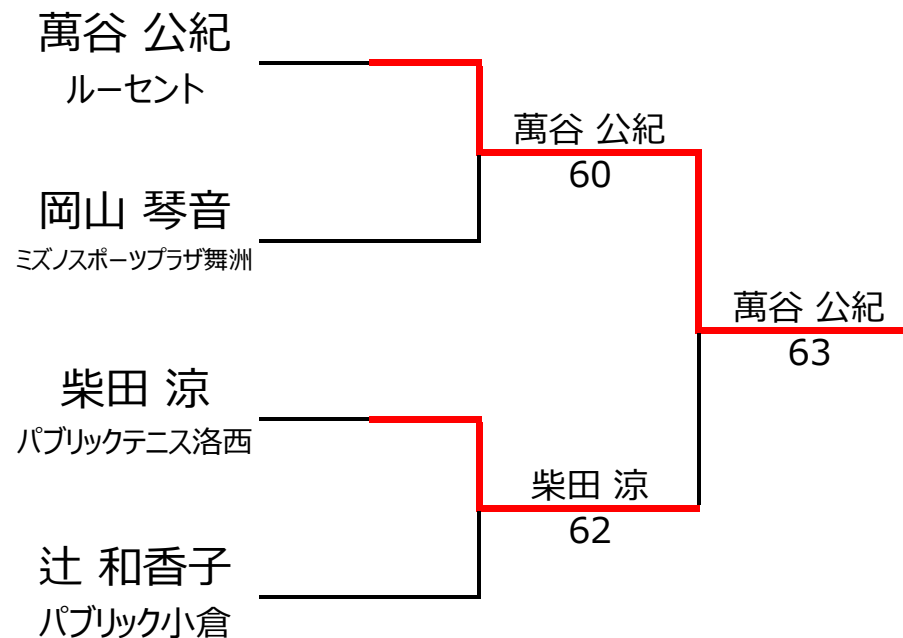 萬谷 公紀
ルーセント
萬谷 公紀
60
岡山 琴音
ミズノスポーツプラザ舞洲
萬谷 公紀
63
柴田 涼
パブリックテニス洛西
柴田 涼
62
辻 和香子
パブリック小倉